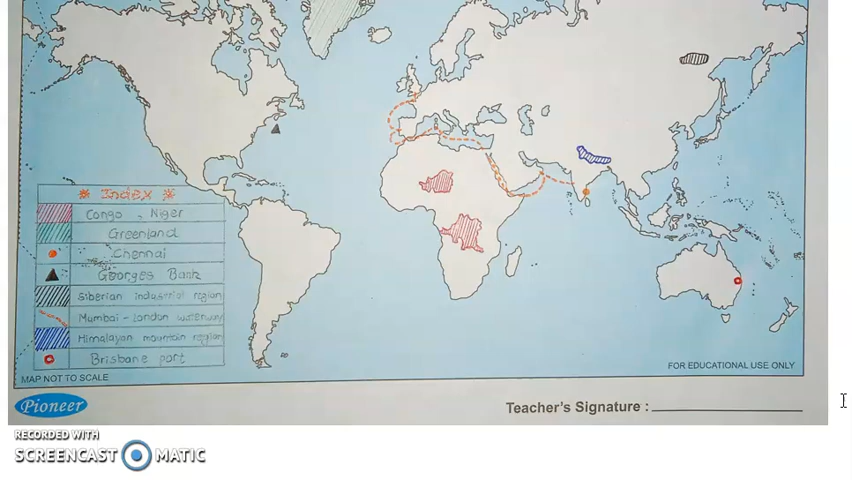 Index
Congo , Niger
Greenland
Chennai
Georges Bank
Siberian industrial region
Mumbai - London waterway
Himalayan mountain region
Brisbane port
MAP NOT TO SCALE
FOR EDUCATIONAL USE ONLY
Pioneer
Teacher's Signature :
RECORDED WITH
SCREENCAST MATIC